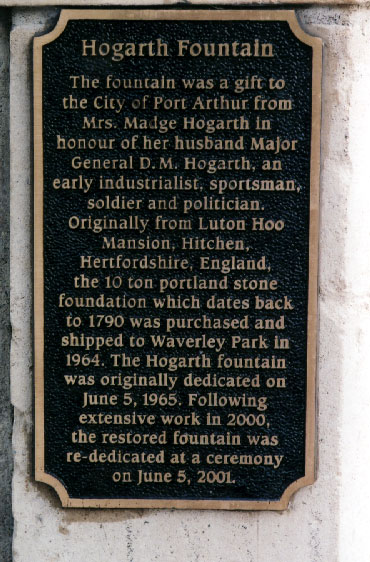 Hogarth Fountain
The fountain was a gift to
the City of Port Arthur from
Mrs. Madge Hogarth in
honour of her husband Major
General D. M. Hogarth, an
early industrialist, sportsman,
soldier and politician.
Originally from Luton Hoo
Mansion, Hitchen,
Hertfordshire, England,
the 10 ton portland stone
foundation which dates back
to 1790 was purchased and
shipped to Waverley Park in
1964. The Hogarth fountain
was originally dedicated on
June 5, 1965. Following
extensive work in 2000,
the restored fountain was
re-dedicated at a ceremony
on June 5, 2001.